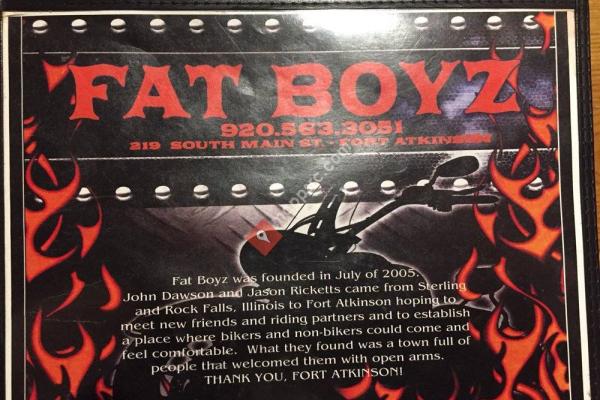 FAT BOYZ
920.563.3051
219 SOUTH MAIN ST. - FORT ATKINSON
Fat Boyz was founded in July of 2005.
John Dawson and Jason Ricketts came from Sterling
and Rock Falls, Illinois to Fort Atkinson hoping to
meet new friends and riding partners and to establish
a place where bikers and non-bikers could come and
feel comfortable. What they found was a town full of
people that welcomed them with open arms.
THANK YOU, FORT ATKINSON!